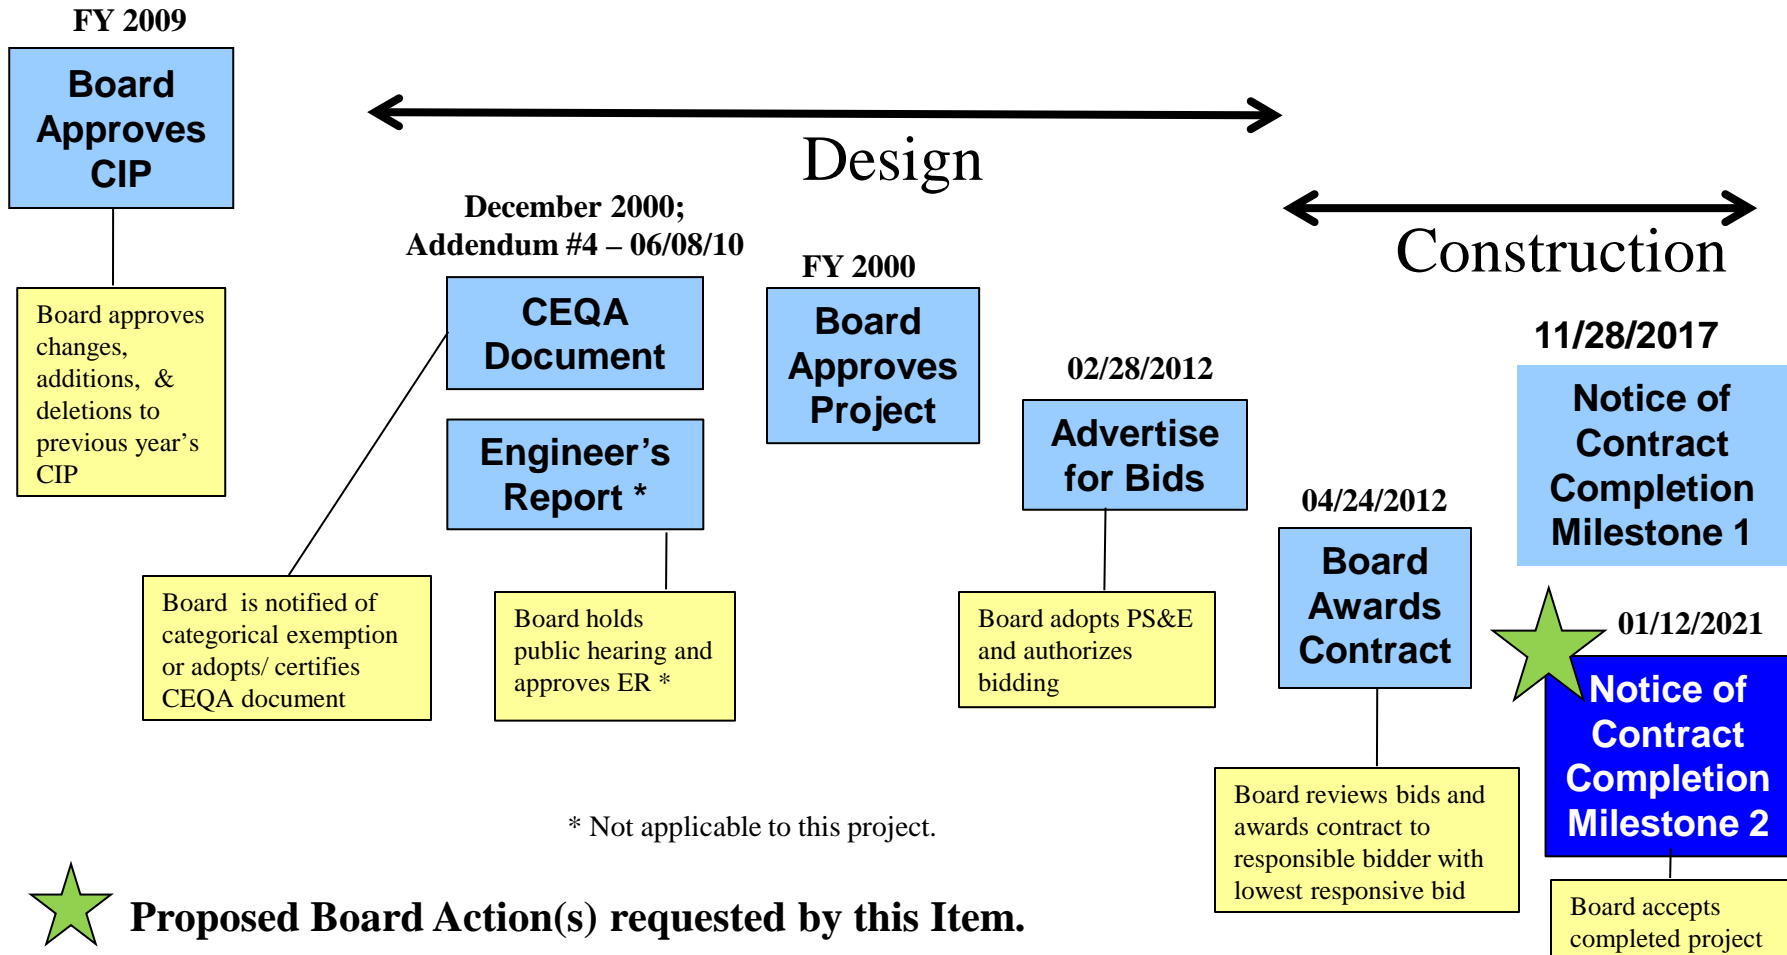 FY 2009
Board
Approves
CIP
Board approves
changes,
additions, &
deletions to
previous year's
CIP
Design
Construction
December 2000;
Addendum #4 – 06/08/10
CEQA
Document
Engineer's
Report *
Board is notified of
categorical exemption
or adopts/ certifies
CEQA document
Board holds
public hearing and
approves ER *
FY 2000
Board
Approves
Project
02/28/2012
Advertise
for Bids
Board adopts PS&E
and authorizes
bidding
04/24/2012
Board
Awards
Contract
Board reviews bids and
awards contract to
responsible bidder with
lowest responsive bid
11/28/2017
Notice of
Contract
Completion
Milestone 1
01/12/2021
Notice of
Contract
Completion
Milestone 2
Board accepts
completed project
* Not applicable to this project.
Proposed Board Action(s) requested by this Item.